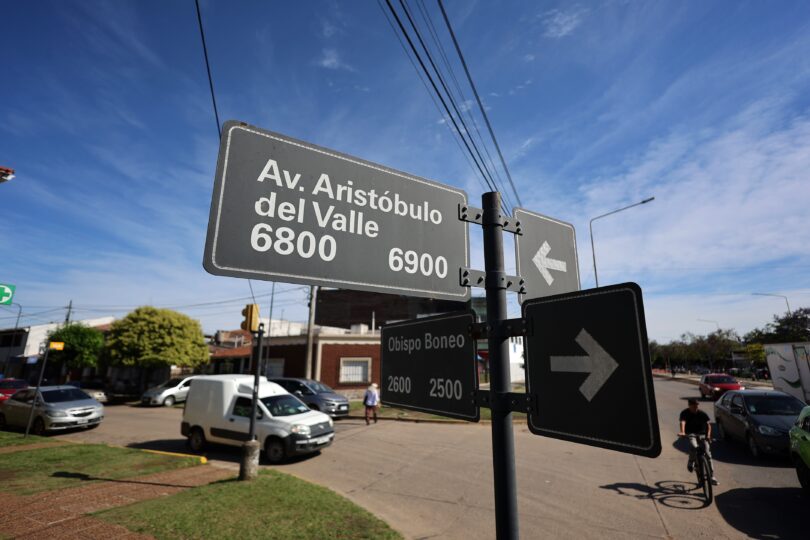 Av. Aristóbulo
del Valle
6800 6900
Obispo Boneo
2600 2500